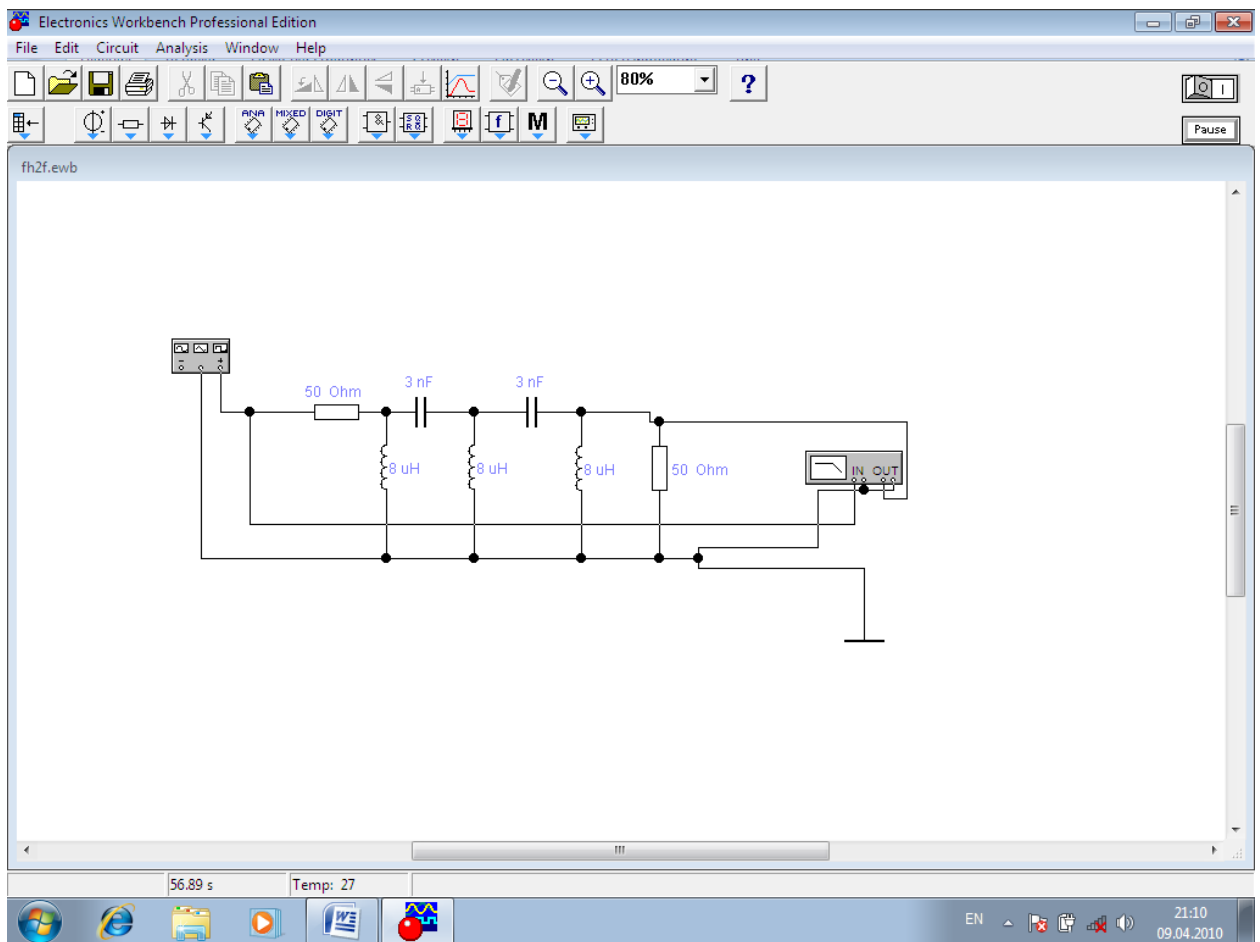 Electronics Workbench Professional Edition
File Edit Circuit Analysis Window Help
80%
?
ANA MIXED DIGIT
M
Pause
fh2f.ewb
3 nF 3 nF
50 Ohm
8 uH 8 uH 8 uH 50 Ohm
IN OUT
56.89 s Temp: 27
EN 21:10
09.04.2010